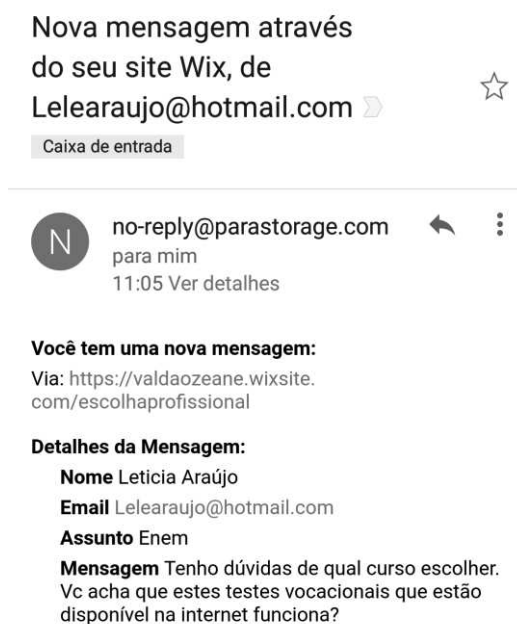 Nova mensagem através
do seu site Wix, de
Lelearaujo@hotmail.com
Caixa de entrada
N
no-reply@parastorage.com
para mim
11:05 Ver detalhes
Você tem uma nova mensagem:
Via: https://valdaozeane.wixsite.
com/escolhaprofissional
Detalhes da Mensagem:
Nome Leticia Araújo
Email Lelearaujo@hotmail.com
Assunto Enem
Mensagem Tenho dúvidas de qual curso escolher.
Vc acha que estes testes vocacionais que estão
disponível na internet funciona?